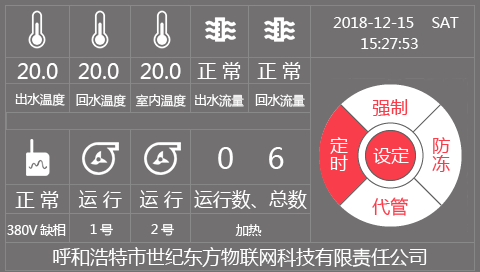 2018-12-15 SAT
15:27:53
20.0 20.0 20.0 正常 正常
出水温度 回水温度 室内温度 出水流量 回水流量
强制
定时 设定 防冻
代管
0 6
正常 运行 运行 运行数、总数
380V缺相 1号 2号 加热
呼和浩特市世纪东方物联网科技有限责任公司